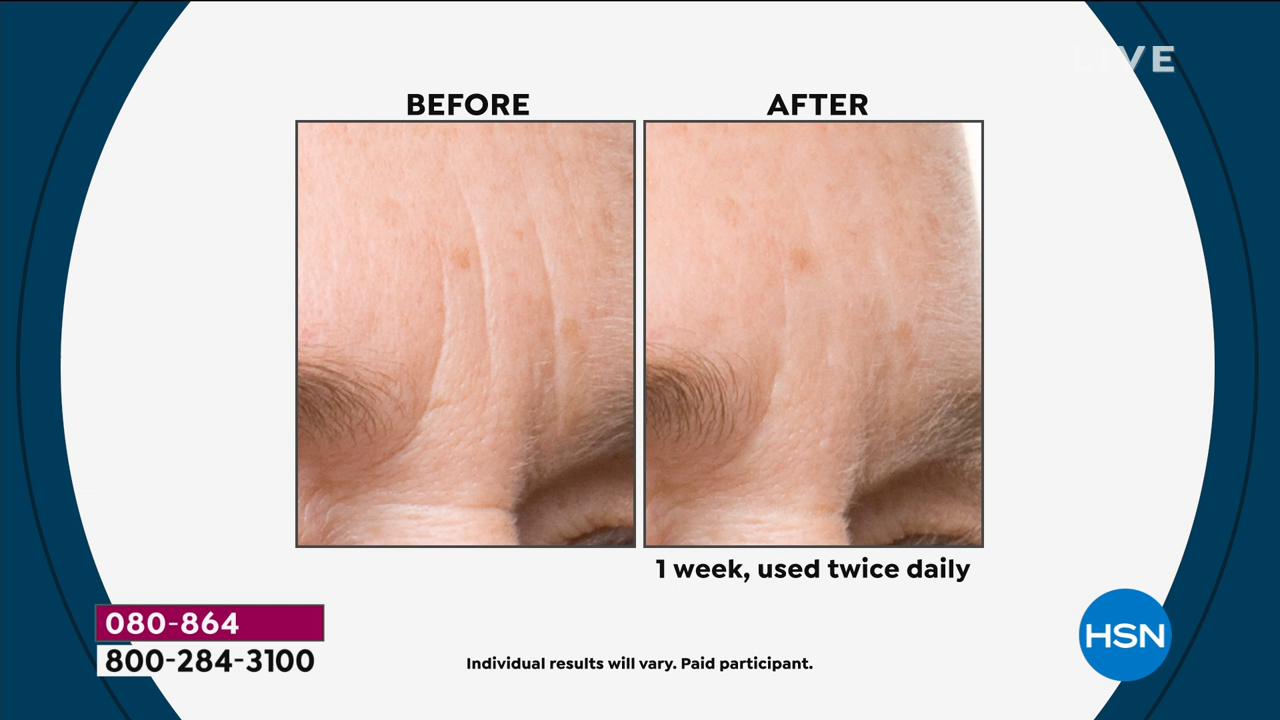 LIVE
BEFORE
AFTER
1 week, used twice daily
080-864
800-284-3100
Individual results will vary. Paid participant.
HSN